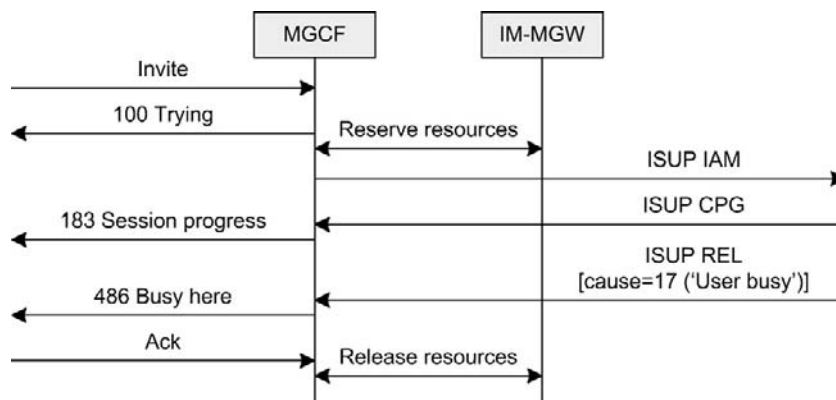 MGCF
IM-MGW
Invite
100 Trying
Reserve resources
ISUP IAM
ISUP CPG
183 Session progress
ISUP REL
[cause=17 (‘User busy’)]
486 Busy here
Ack
Release resources